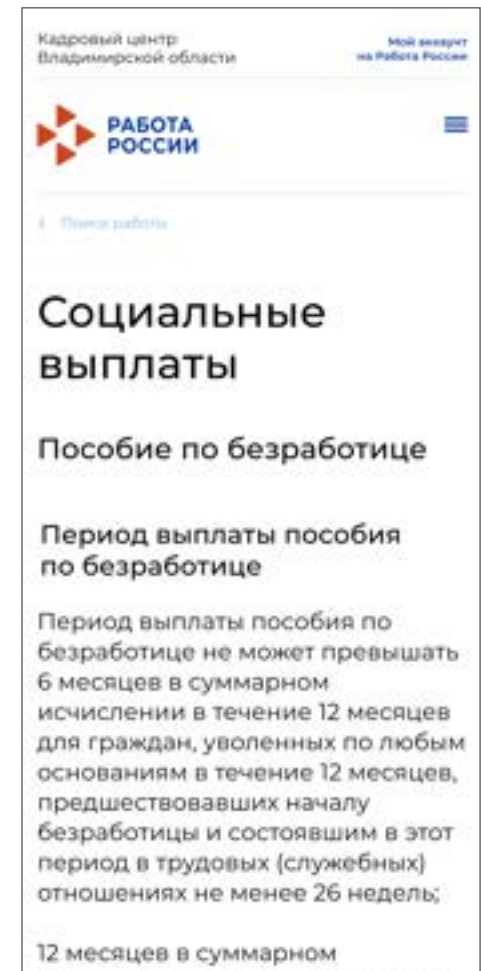 Кадровый центр
Владимирской области
Мой аккаунт
на Работа России
РАБОТА
РОССИИ
Поиск работы
Социальные
выплаты
Пособие по безработице
Период выплаты пособия
по безработице
Период выплаты пособия по
безработице не может превышать
6 месяцев в суммарном
исчислении в течение 12 месяцев
для граждан, уволенных по любым
основаниям в течение 12 месяцев,
предшествовавших началу
безработицы и состоявшим в этот
период в трудовых (служебных)
отношениях не менее 26 недель;
12 месяцев в суммарном